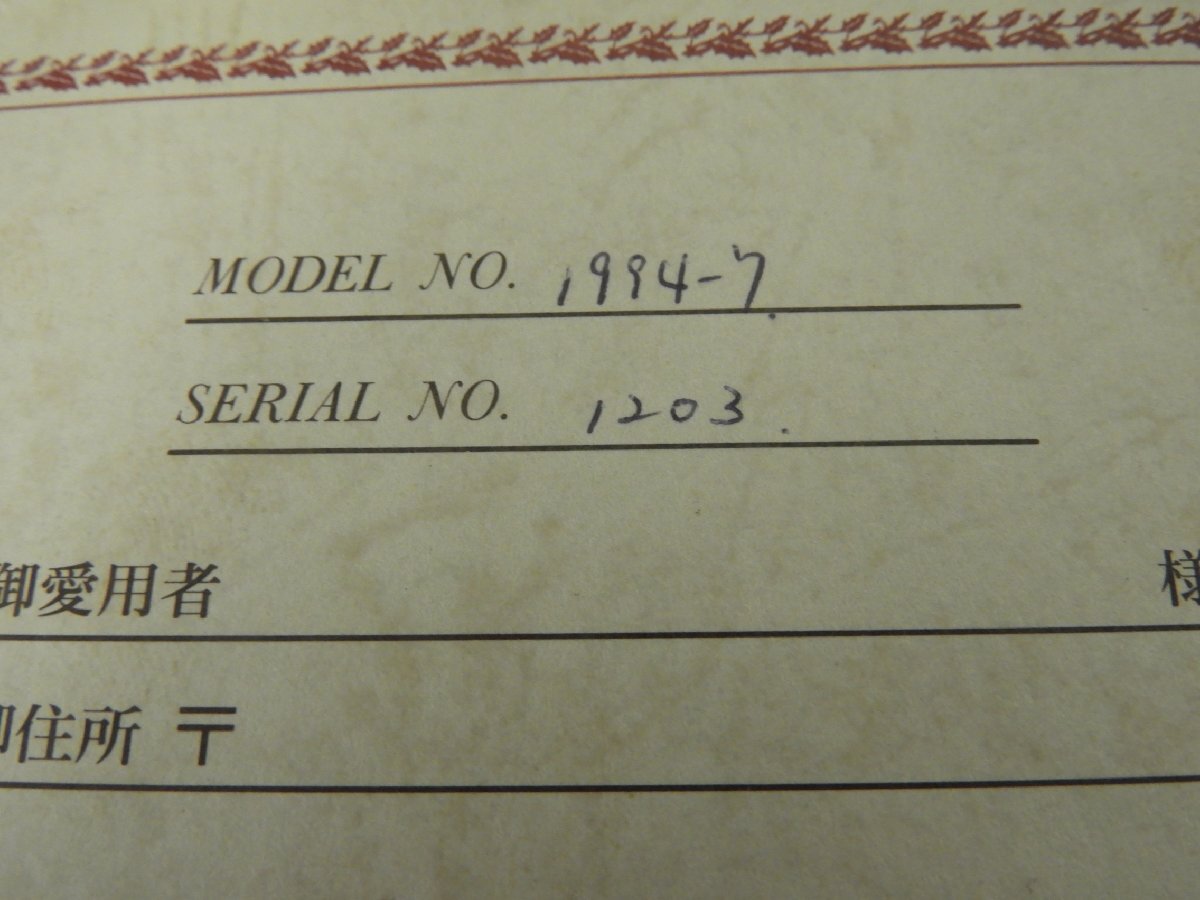 MODEL NO. 1994-7.
SERIAL NO. 1203.
御愛用者 様
御住所 〒